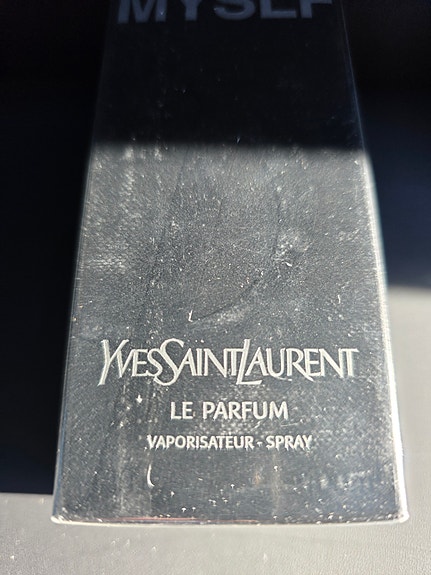 MYSLF
YVESSAINTLAURENT
LE PARFUM
VAPORISATEUR - SPRAY